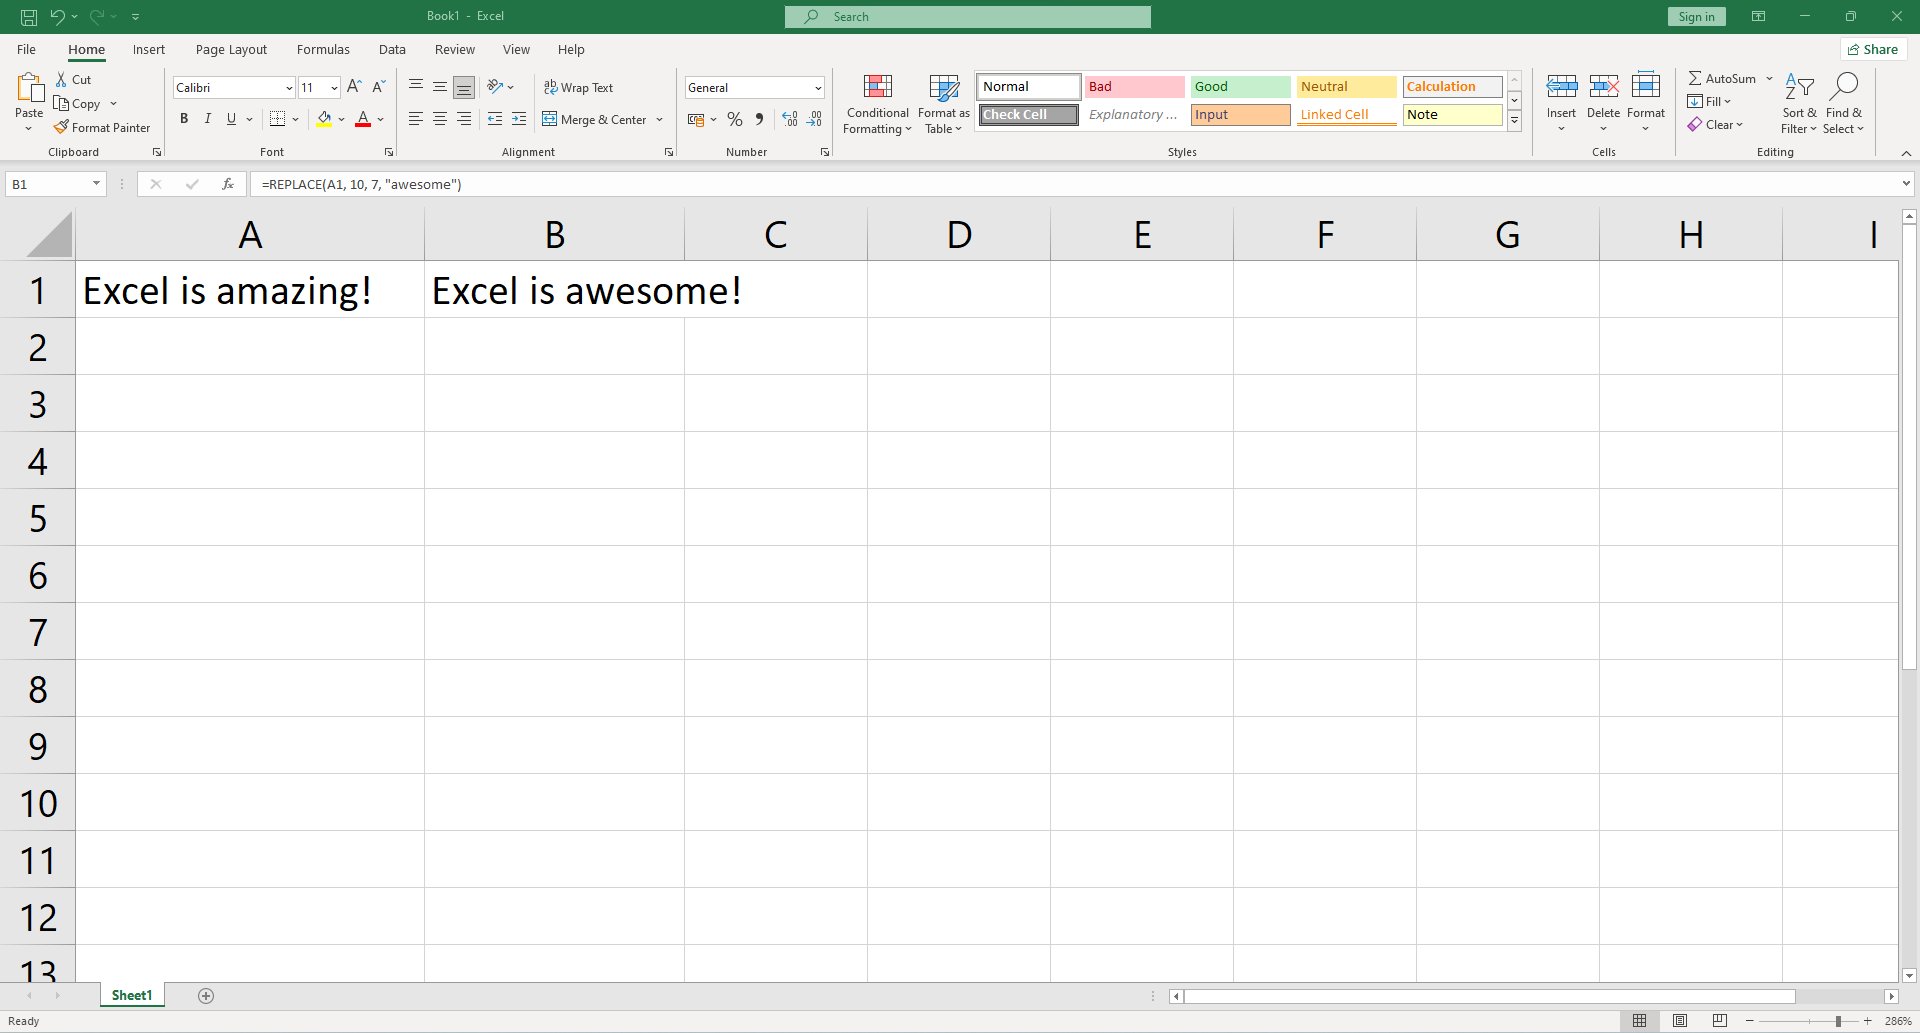 Book1 - Excel
Search
Sign in
File Home Insert Page Layout Formulas Data Review View Help
Share
Paste
Cut
Copy
Format Painter
Clipboard
Calibri 11
B I U
Font
Wrap Text
Merge & Center
Alignment
General
% 9
Number
Conditional Formatting
Format as Table
Normal Bad Good Neutral Calculation
Check Cell Explanatory ... Input Linked Cell Note
Styles
Insert Delete Format
Cells
AutoSum
Fill
Clear
Sort & Filter
Find & Select
Editing
B1
fx
=REPLACE(A1, 10, 7, "awesome")
A B C D E F G H I
1 Excel is amazing! Excel is awesome!
2
3
4
5
6
7
8
9
10
11
12
13
Sheet1
Ready
286%